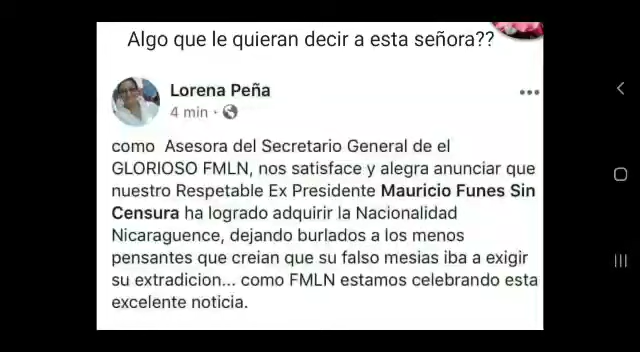 Algo que le quieran decir a esta señora??
Lorena Peña
4 min ·
como Asesora del Secretario General de el
GLORIOSO FMLN, nos satisface y alegra anunciar que
nuestro Respetable Ex Presidente Mauricio Funes Sin
Censura ha logrado adquirir la Nacionalidad
Nicaraguence, dejando burlados a los menos
pensantes que creian que su falso mesias iba a exigir
su extradicion... como FMLN estamos celebrando esta
excelente noticia.